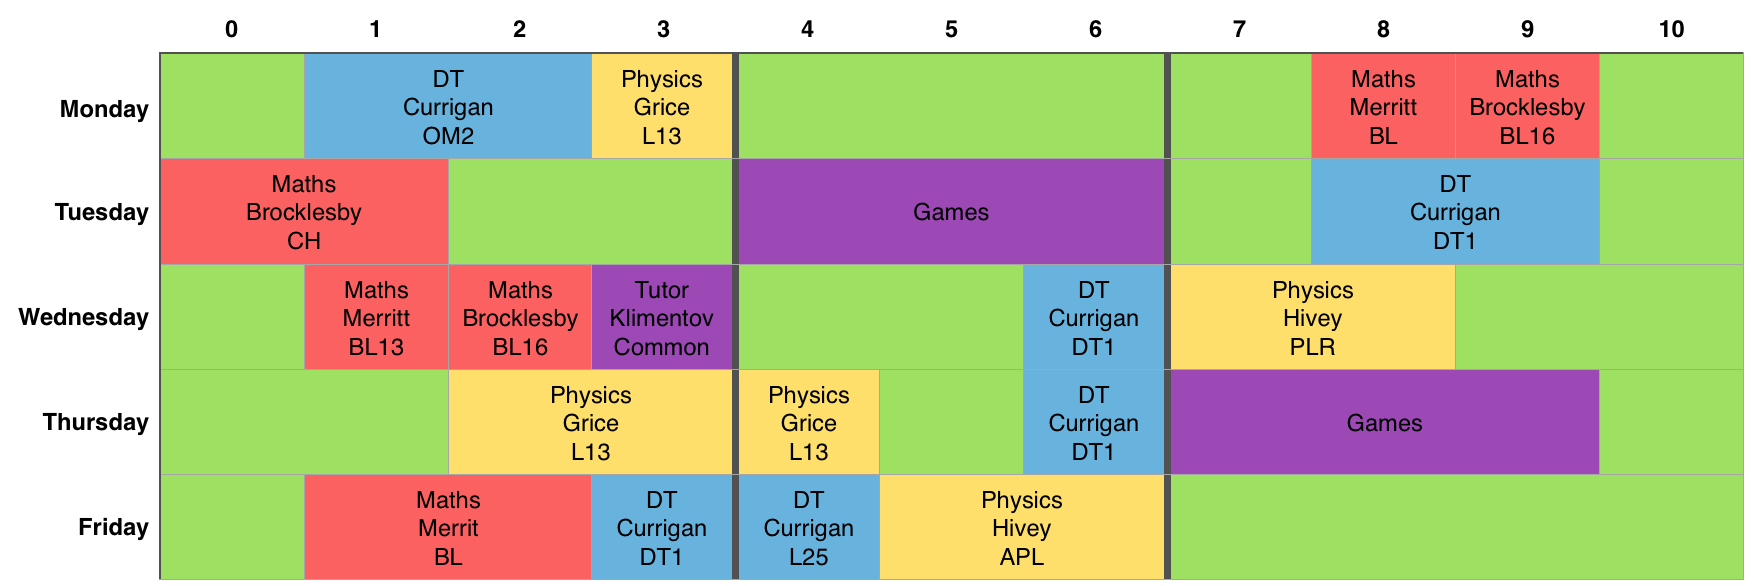 0 1 2 3 4 5 6 7 8 9 10
Monday
DT
Currigan
OM2
Physics
Grice
L13
Maths
Merritt
BL
Maths
Brocklesby
BL16
Tuesday
Maths
Brocklesby
CH
Games
DT
Currigan
DT1
Wednesday
Maths
Merritt
BL13
Maths
Brocklesby
BL16
Tutor
Klimentov
Common
DT
Currigan
DT1
Physics
Hivey
PLR
Thursday
Physics
Grice
L13
Physics
Grice
L13
DT
Currigan
DT1
Games
Friday
Maths
Merrit
BL
DT
Currigan
DT1
DT
Currigan
L25
Physics
Hivey
APL